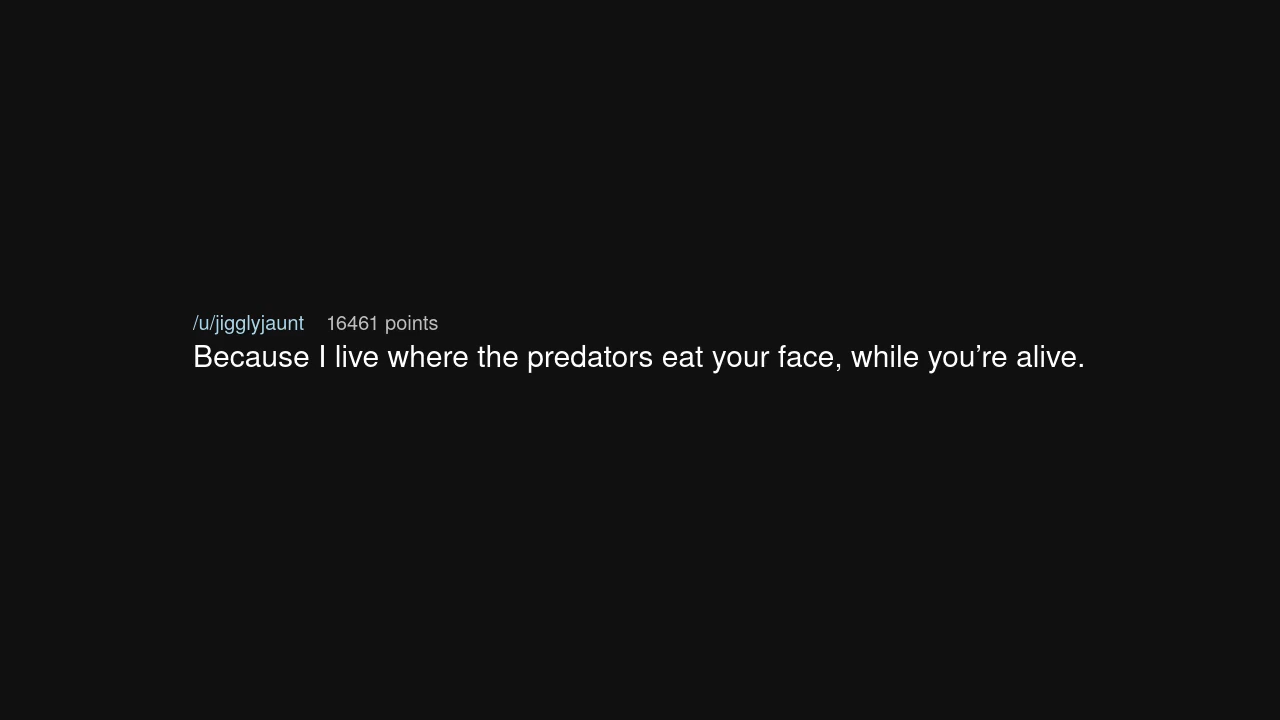 /u/jigglyjaunt 16461 points
Because I live where the predators eat your face, while you’re alive.